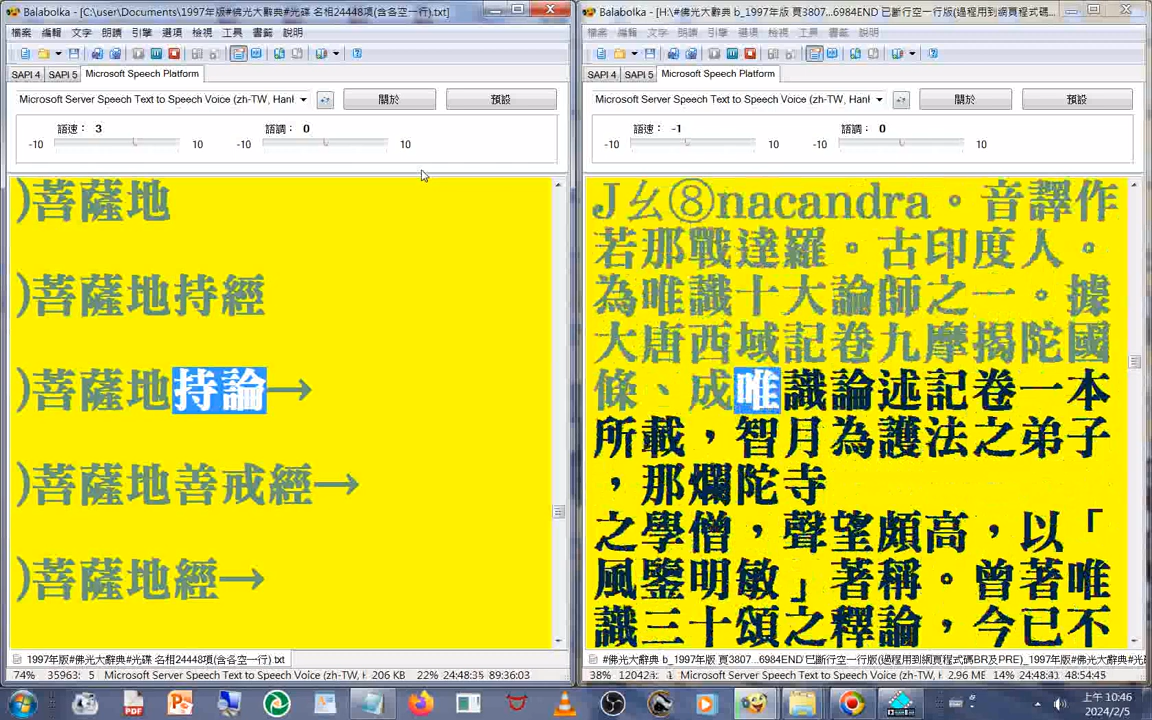 Balabolka - [C:\user\Documents\1997年版#佛光大辭典#光碟 名相24448項(含各空一行).txt]
檔案 編輯 文字 朗讀 引擎 選項 檢視 工具 書籤 說明
SAPI 4 SAPI 5 Microsoft Speech Platform
Microsoft Server Speech Text to Speech Voice (zh-TW, Hanl
關於 預設
語速： 3 語調： 0
-10 10 -10 10
)菩薩地
)菩薩地持經
)菩薩地持論→
)菩薩地善戒經→
)菩薩地經→
1997年版#佛光大辭典#光碟 名相24448項(含各空一行).txt
74% 35963: 5 Microsoft Server Speech Text to Speech Voice (zh-TW, H 206 KB 22% 24:48:35 89:36:03
Balabolka - [H:\#佛光大辭典 b_1997年版 頁3807...6984END 已斷行空一行版(過程用到網頁程式碼...
檔案 編輯 文字 朗讀 引擎 選項 檢視 工具 書籤 說明
SAPI 4 SAPI 5 Microsoft Speech Platform
Microsoft Server Speech Text to Speech Voice (zh-TW, Hanl
關於 預設
語速： -1 語調： 0
-10 10 -10 10
J幺⑧nacandra。音譯作
若那戰達羅。古印度人。
為唯識十大論師之一。據
大唐西域記卷九摩揭陀國
條、成唯識論述記卷一本
所載，智月為護法之弟子
，那爛陀寺
之學僧，聲望頗高，以「
風鑒明敏」著稱。曾著唯
識三十頌之釋論，今已不
#佛光大辭典 b_1997年版 頁3807...6984END 已斷行空一行版(過程用到網頁程式碼BR及PRE)_1997年版#佛光
38% Microsoft Server Speech Text to Speech Voice (zh-TW, H 2.96 MB 14% 24:48:31 48:54:45
上午 10:46
2024/2/5